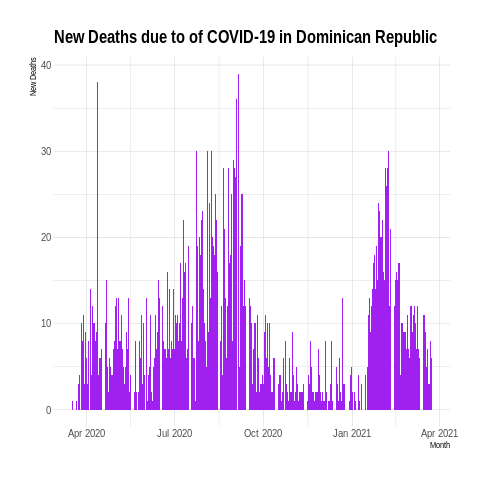 New Deaths due to of COVID-19 in Dominican Republic
New Deaths
40
30
20
10
0
Apr 2020 Jul 2020 Oct 2020 Jan 2021 Apr 2021
Month